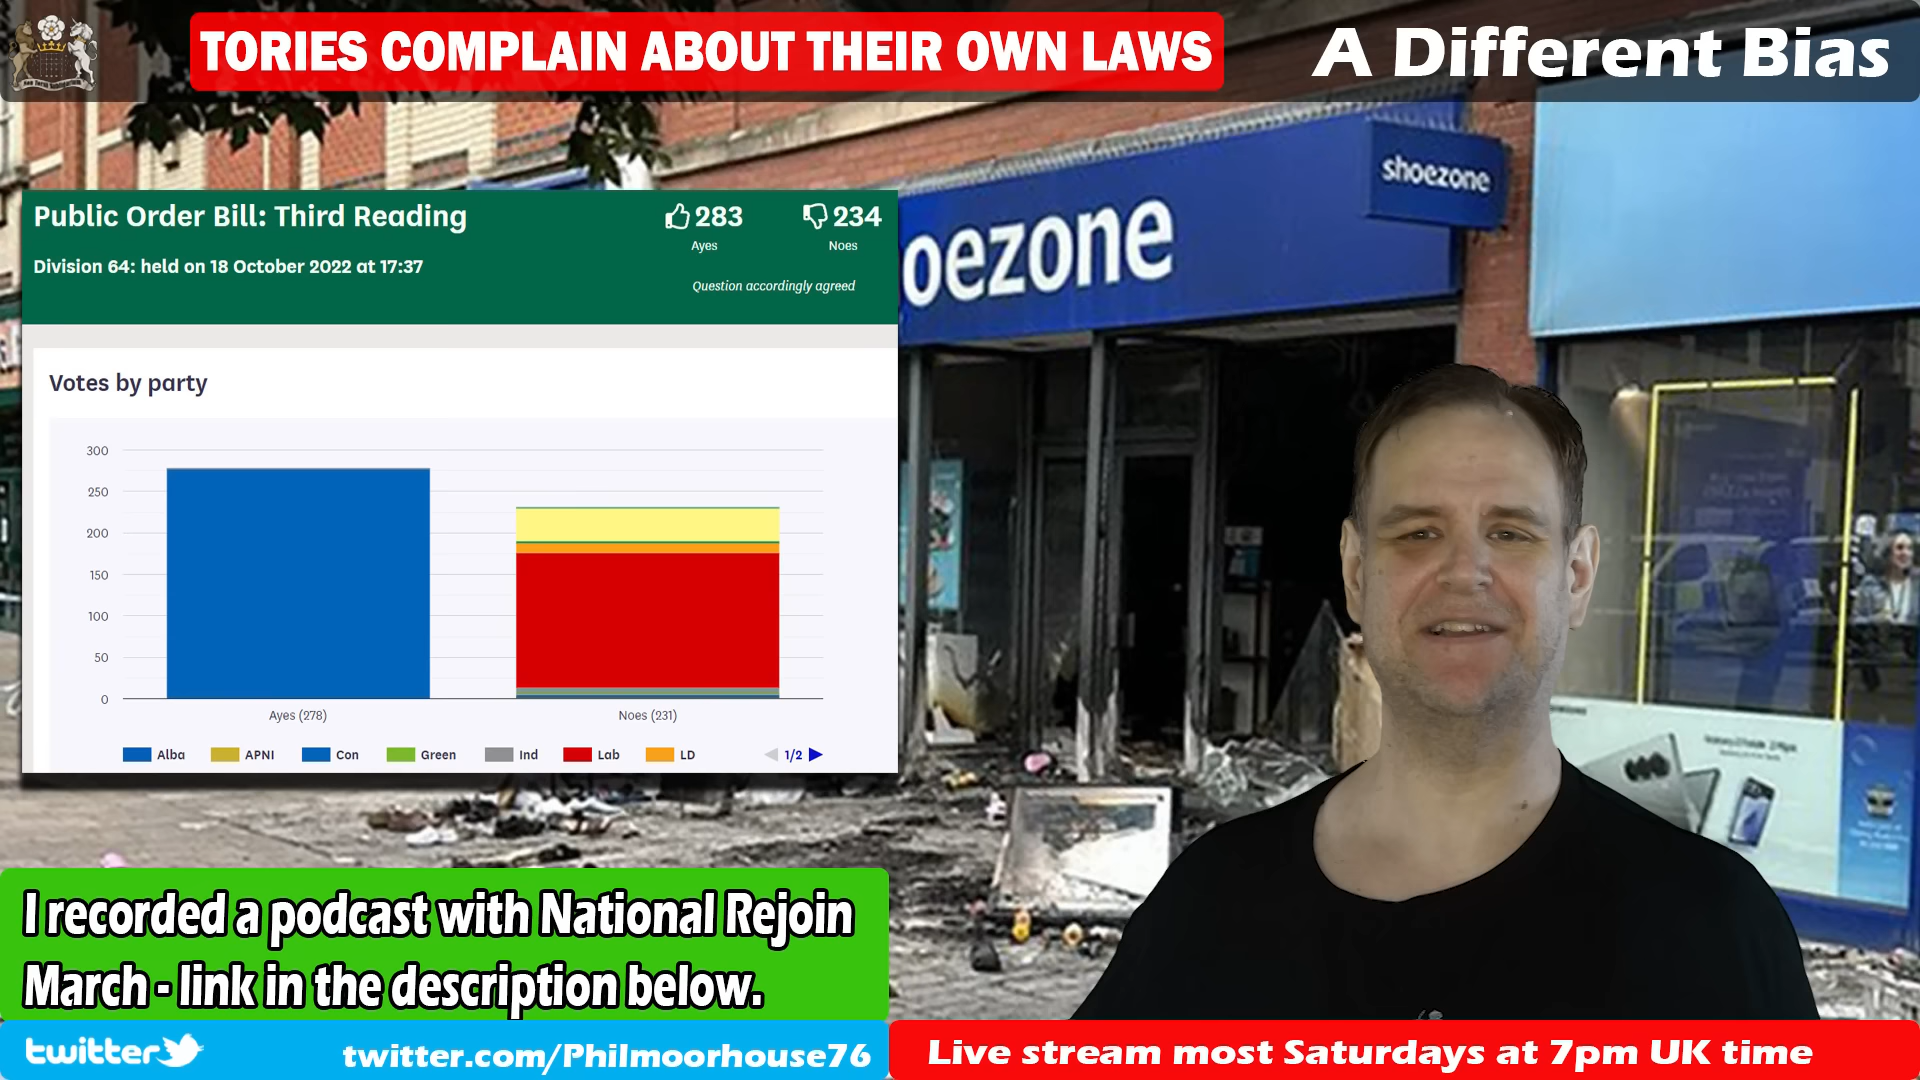 TORIES COMPLAIN ABOUT THEIR OWN LAWS
A Different Bias
shoezone
oezone
Public Order Bill: Third Reading
283
234
Ayes
Noes
Division 64: held on 18 October 2022 at 17:37
Question accordingly agreed
Votes by party
300
250
200
150
100
50
0
Ayes (278)
Noes (231)
Alba
APNI
Con
Green
Ind
Lab
LD
1/2
I recorded a podcast with National Rejoin
March - link in the description below.
twitter
twitter.com/Philmoorhouse76
Live stream most Saturdays at 7pm UK time